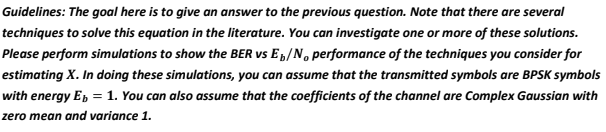 Guidelines: The goal here is to give an answer to the previous question. Note that there are several
techniques to solve this equation in the literature. You can investigate one or more of these solutions.
Please perform simulations to show the BER vs E_b/N_o performance of the techniques you consider for
estimating X. In doing these simulations, you can assume that the transmitted symbols are BPSK symbols
with energy E_b = 1. You can also assume that the coefficients of the channel are Complex Gaussian with
zero mean and variance 1.